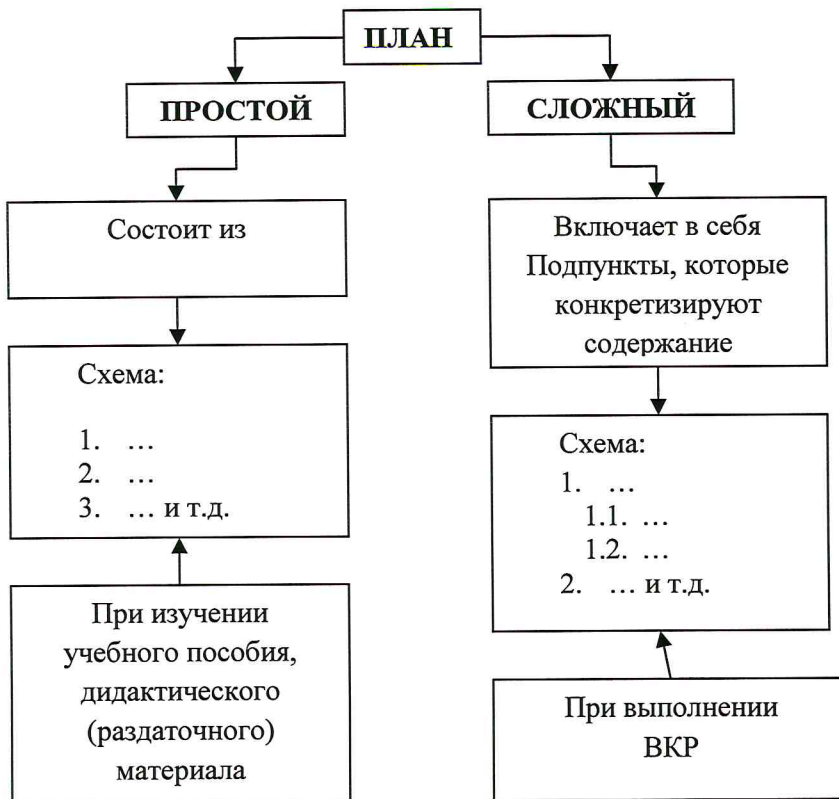 ПЛАН
ПРОСТОЙ
СЛОЖНЫЙ
Состоит из
Включает в себя
Подпункты, которые
конкретизируют
содержание
Схема:
1. …
2. …
3. … и т.д.
Схема:
1. …
1.1. …
1.2. …
2. … и т.д.
При изучении
учебного пособия,
дидактического
(раздаточного)
материала
При выполнении
ВКР